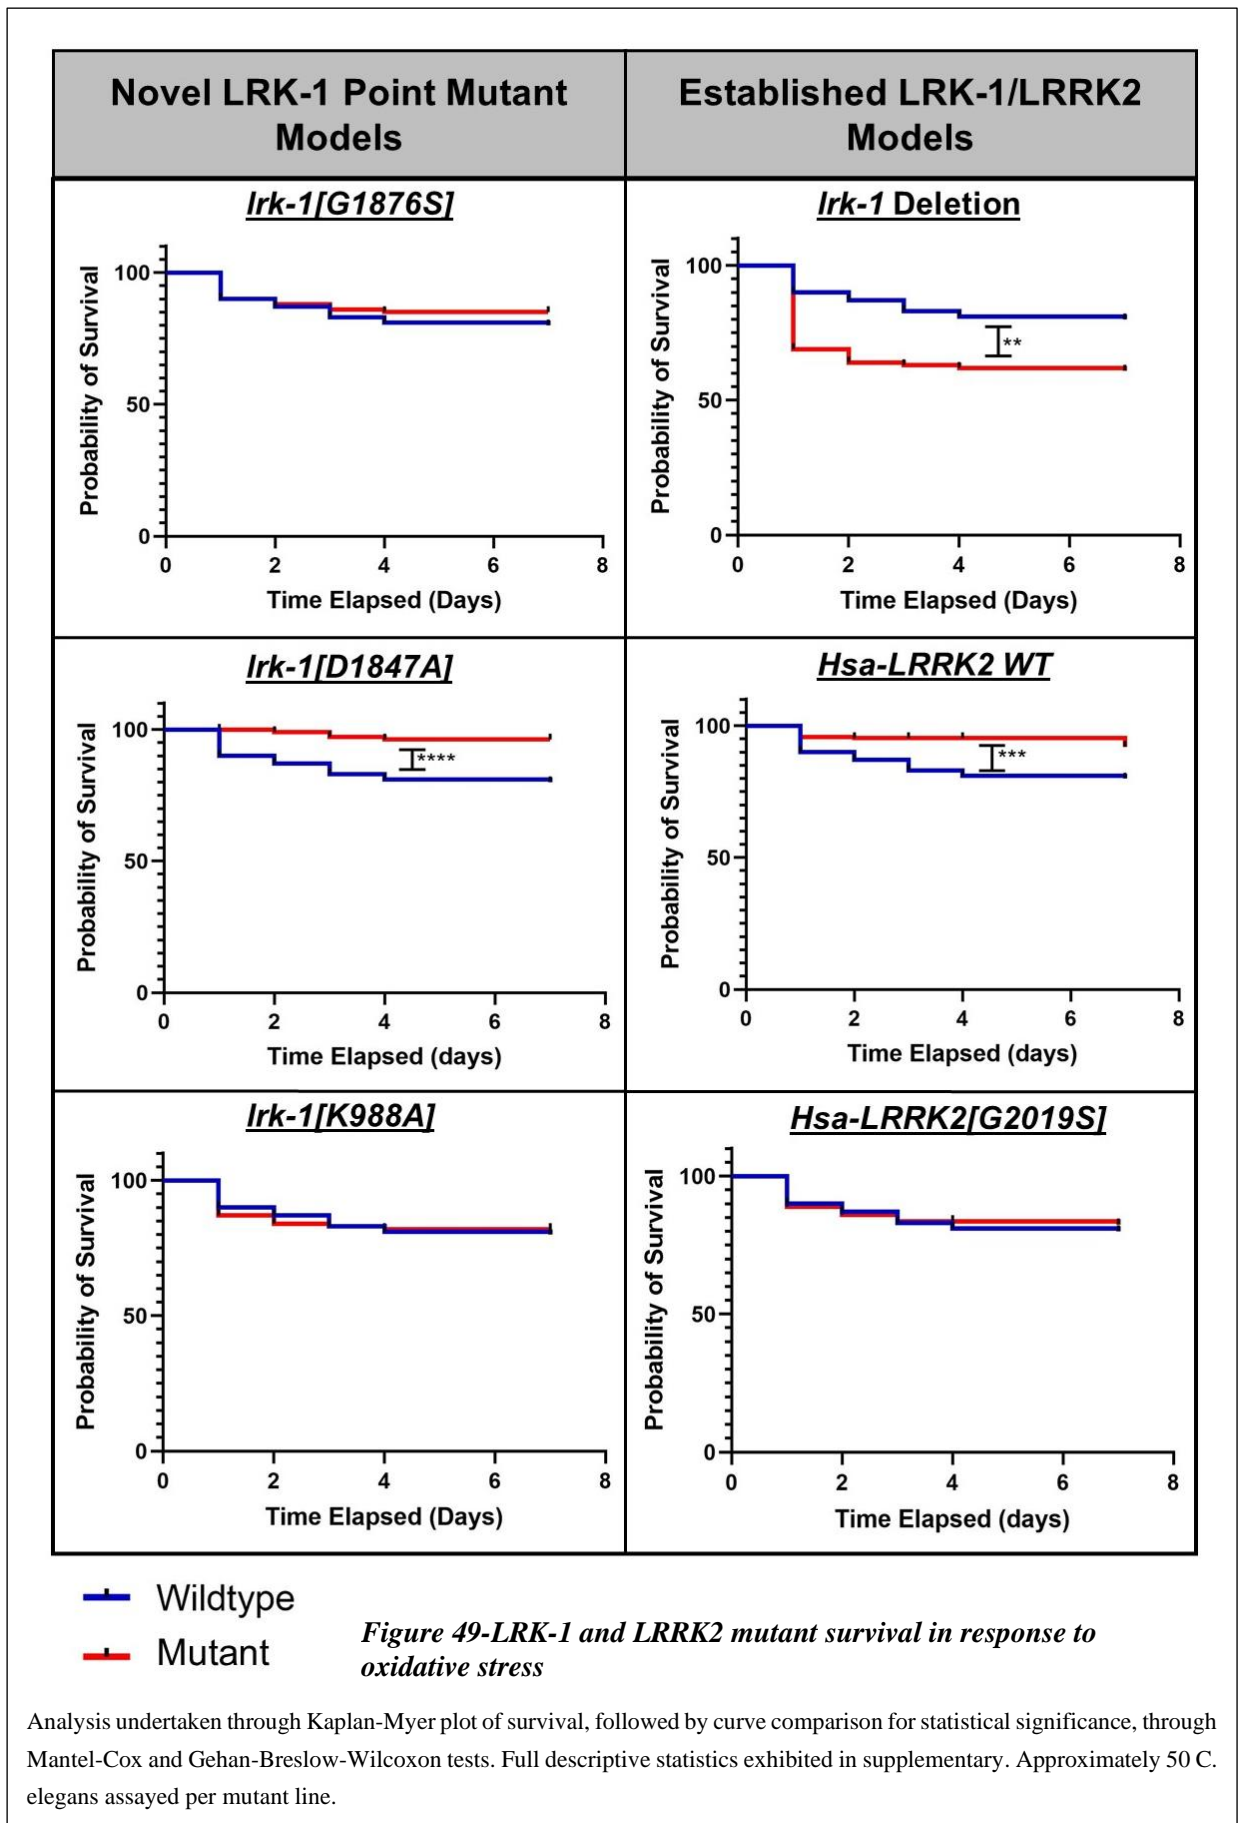 Novel LRK-1 Point Mutant
Models
Established LRK-1/LRRK2
Models
lrk-1[G1876S]
Probability of Survival
100
50
0
0 2 4 6 8
Time Elapsed (Days)
lrk-1 Deletion
Probability of Survival
100
50
0
**
0 2 4 6 8
Time Elapsed (Days)
lrk-1[D1847A]
Probability of Survival
100
50
0
****
0 2 4 6 8
Time Elapsed (days)
Hsa-LRRK2 WT
Probability of Survival
100
50
0
***
0 2 4 6 8
Time Elapsed (days)
lrk-1[K988A]
Probability of Survival
100
50
0
0 2 4 6 8
Time Elapsed (Days)
Hsa-LRRK2[G2019S]
Probability of Survival
100
50
0
0 2 4 6 8
Time Elapsed (days)
Wildtype
Mutant
Figure 49-LRK-1 and LRRK2 mutant survival in response to
oxidative stress
Analysis undertaken through Kaplan-Myer plot of survival, followed by curve comparison for statistical significance, through
Mantel-Cox and Gehan-Breslow-Wilcoxon tests. Full descriptive statistics exhibited in supplementary. Approximately 50 C.
elegans assayed per mutant line.